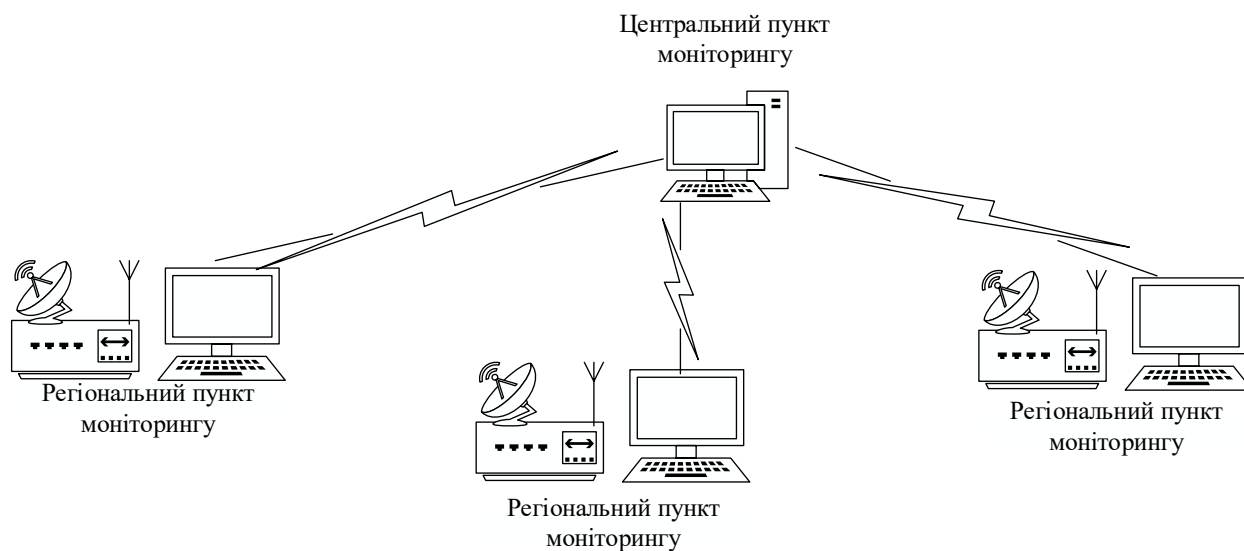 Центральний пункт
моніторингу
Регіональний пункт
моніторингу
Регіональний пункт
моніторингу
Регіональний пункт
моніторингу